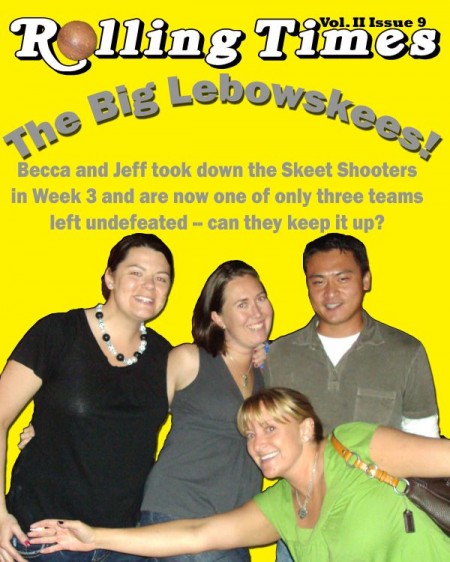 Vol. II Issue 9
Rolling Times
The Big Lebowskees!
Becca and Jeff took down the Skeet Shooters
in Week 3 and are now one of only three teams
left undefeated -- can they keep it up?